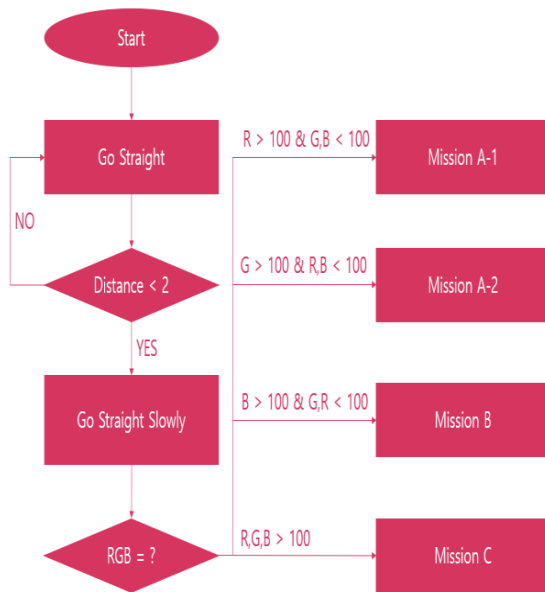 Start
Go Straight
NO
Distance < 2
YES
Go Straight Slowly
RGB = ?
R > 100 & G,B < 100
Mission A-1
G > 100 & R,B < 100
Mission A-2
B > 100 & G,R < 100
Mission B
R,G,B > 100
Mission C